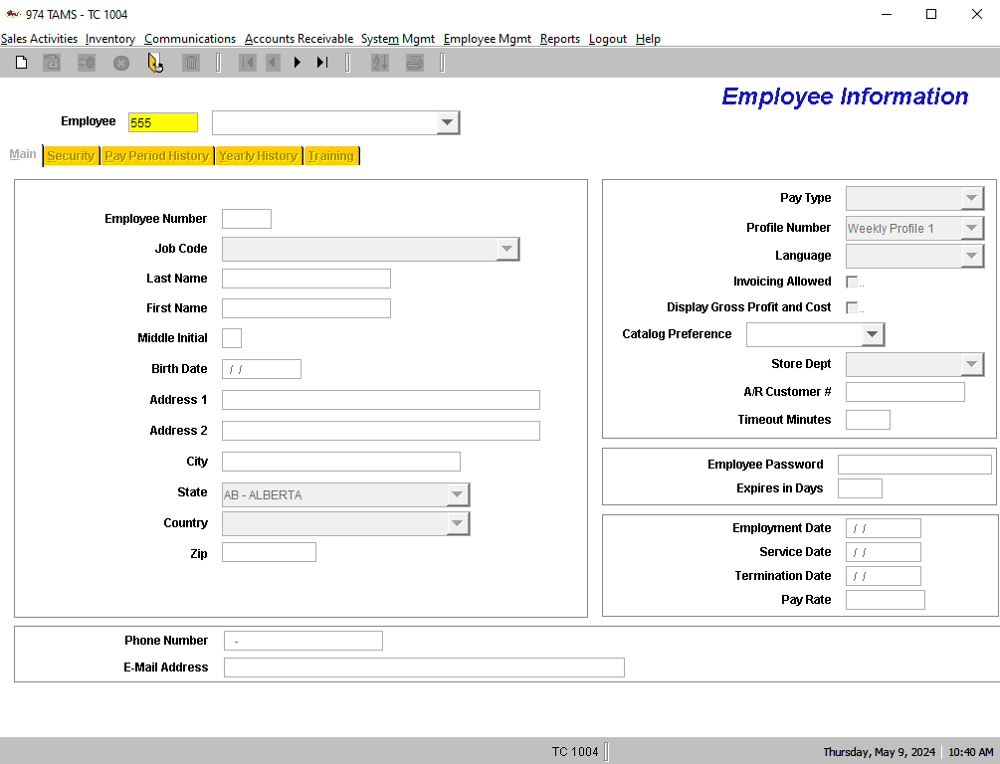 974 TAMS - TC 1004
Sales Activities Inventory Communications Accounts Receivable System Mgmt Employee Mgmt Reports Logout Help
Employee Information
Employee 555
Main Security Pay Period History Yearly History Training
Employee Number
Job Code
Last Name
First Name
Middle Initial
Birth Date / /
Address 1
Address 2
City
State AB - ALBERTA
Country
Zip
Pay Type
Profile Number Weekly Profile 1
Language
Invoicing Allowed ..
Display Gross Profit and Cost ..
Catalog Preference
Store Dept
A/R Customer #
Timeout Minutes
Employee Password
Expires in Days
Employment Date / /
Service Date / /
Termination Date / /
Pay Rate
Phone Number -
E-Mail Address
TC 1004 Thursday, May 9, 2024 10:40 AM